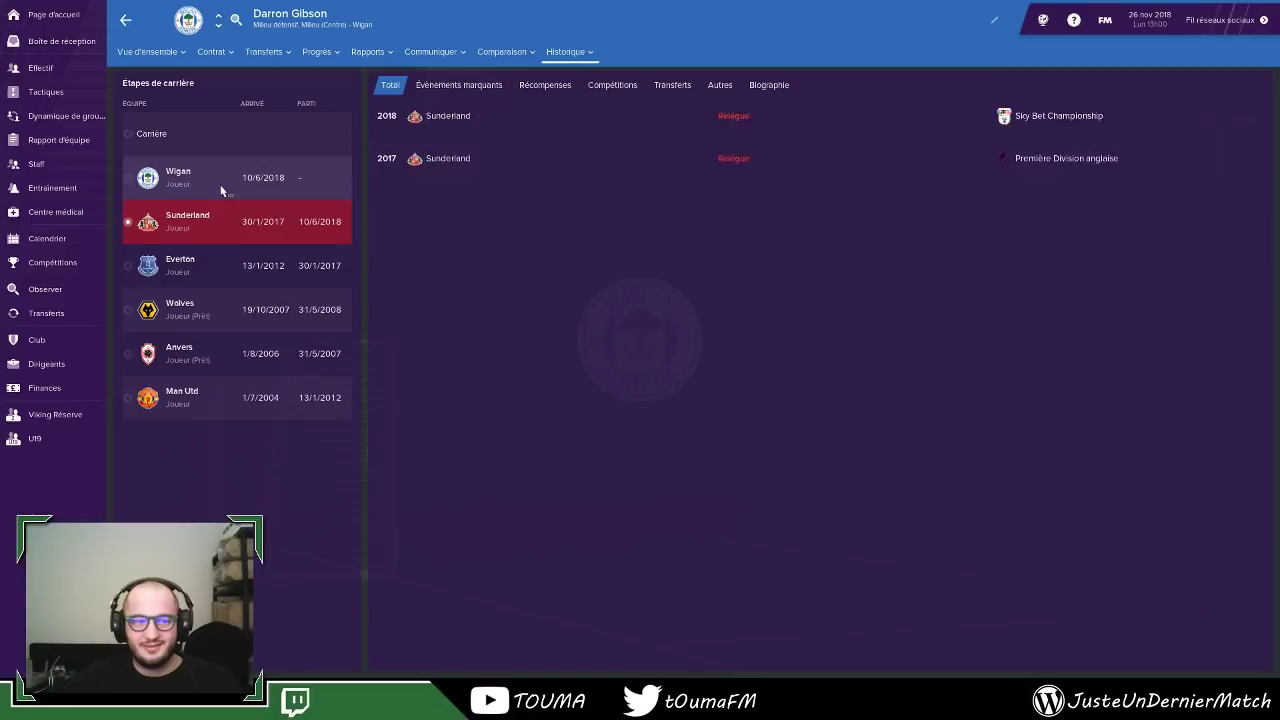 Page d'accueil
Boîte de réception
Effectif
Tactiques
Dynamique de grou...
Rapport d'équipe
Staff
Entraînement
Centre médical
Calendrier
Compétitions
Observer
Transferts
Club
Dirigeants
Finances
Viking Réserve
U19
Darron Gibson
Milieu défensif, Milieu (Centre) - Wigan
FM
26 nov 2018
Lun 13h00
Fil réseaux sociaux
Vue d'ensemble
Contrat
Transferts
Progrès
Rapports
Communiquer
Comparaison
Historique
Étapes de carrière
ÉQUIPE ARRIVÉ PARTI
Carrière
Wigan
Joueur
10/6/2018 -
Sunderland
Joueur
30/1/2017 10/6/2018
Everton
Joueur
13/1/2012 30/1/2017
Wolves
Joueur (Prêt)
19/10/2007 31/5/2008
Anvers
Joueur (Prêt)
1/8/2006 31/5/2007
Man Utd
Joueur
1/7/2004 13/1/2012
Total Évènements marquants Récompenses Compétitions Transferts Autres Biographie
2018 Sunderland Relégué Sky Bet Championship
2017 Sunderland Relégué Première Division anglaise
TOUMA
tOumaFM
JusteUnDernierMatch